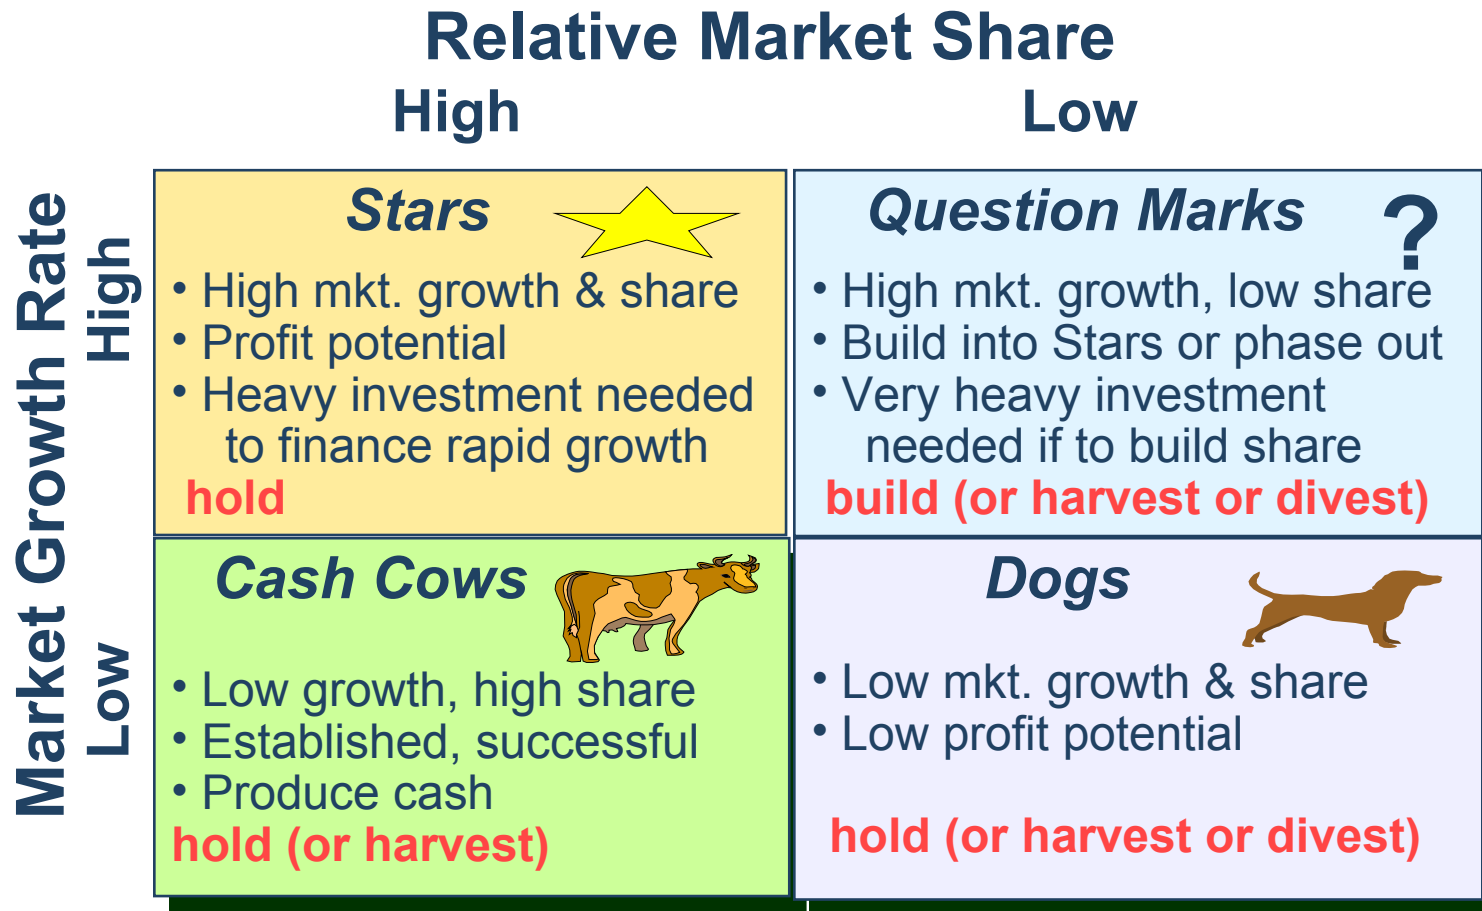 Relative Market Share
High Low
Market Growth Rate
High
Stars
• High mkt. growth & share
• Profit potential
• Heavy investment needed
to finance rapid growth
hold
Question Marks ?
• High mkt. growth, low share
• Build into Stars or phase out
• Very heavy investment
needed if to build share
build (or harvest or divest)
Low
Cash Cows
• Low growth, high share
• Established, successful
• Produce cash
hold (or harvest)
Dogs
• Low mkt. growth & share
• Low profit potential
hold (or harvest or divest)